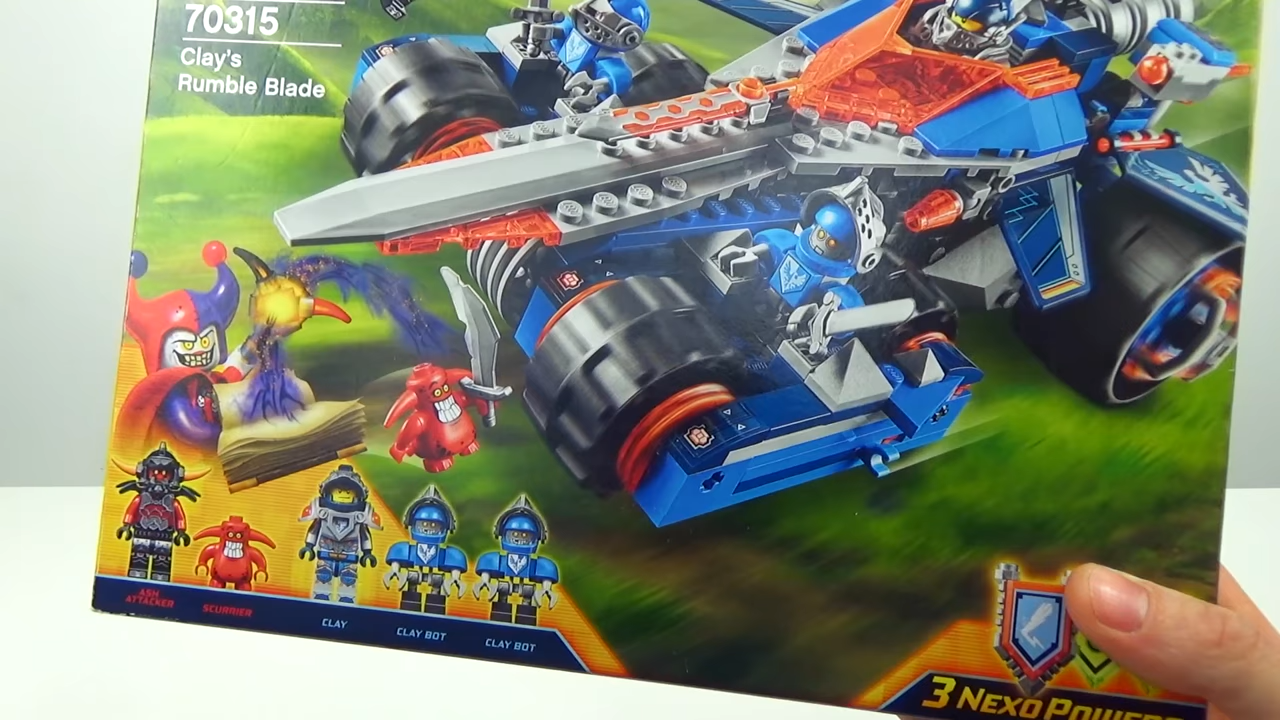 70315
Clay's
Rumble Blade
ASH
ATTACKER
SCURRIER
CLAY
CLAY BOT
CLAY BOT
3 NEXO POWERS